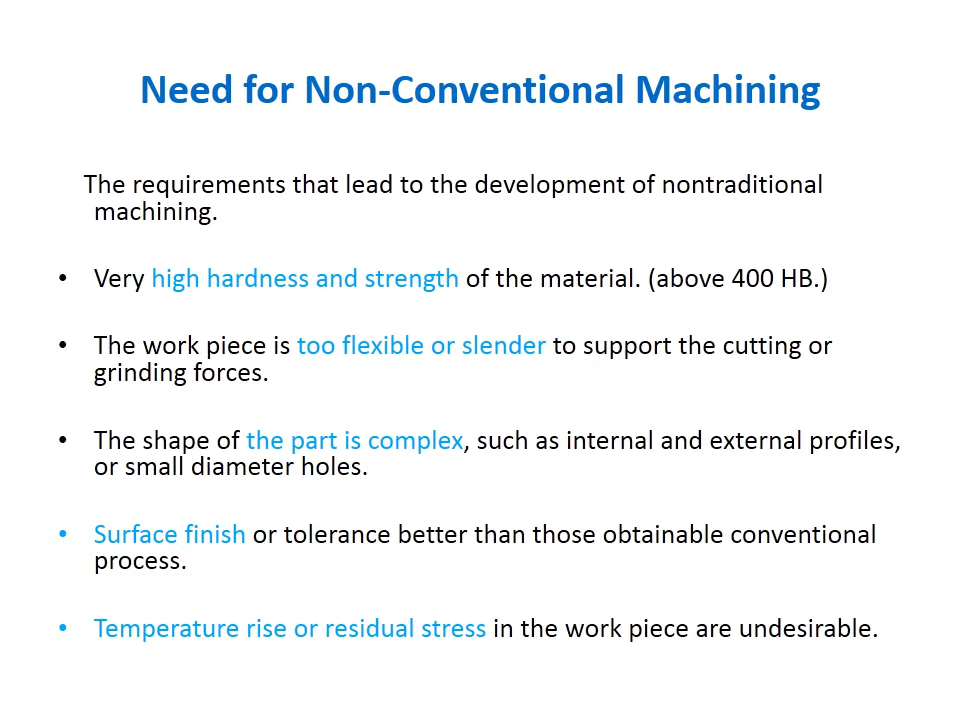 Need for Non-Conventional Machining
The requirements that lead to the development of nontraditional
machining.
• Very high hardness and strength of the material. (above 400 HB.)
• The work piece is too flexible or slender to support the cutting or
grinding forces.
• The shape of the part is complex, such as internal and external profiles,
or small diameter holes.
• Surface finish or tolerance better than those obtainable conventional
process.
• Temperature rise or residual stress in the work piece are undesirable.